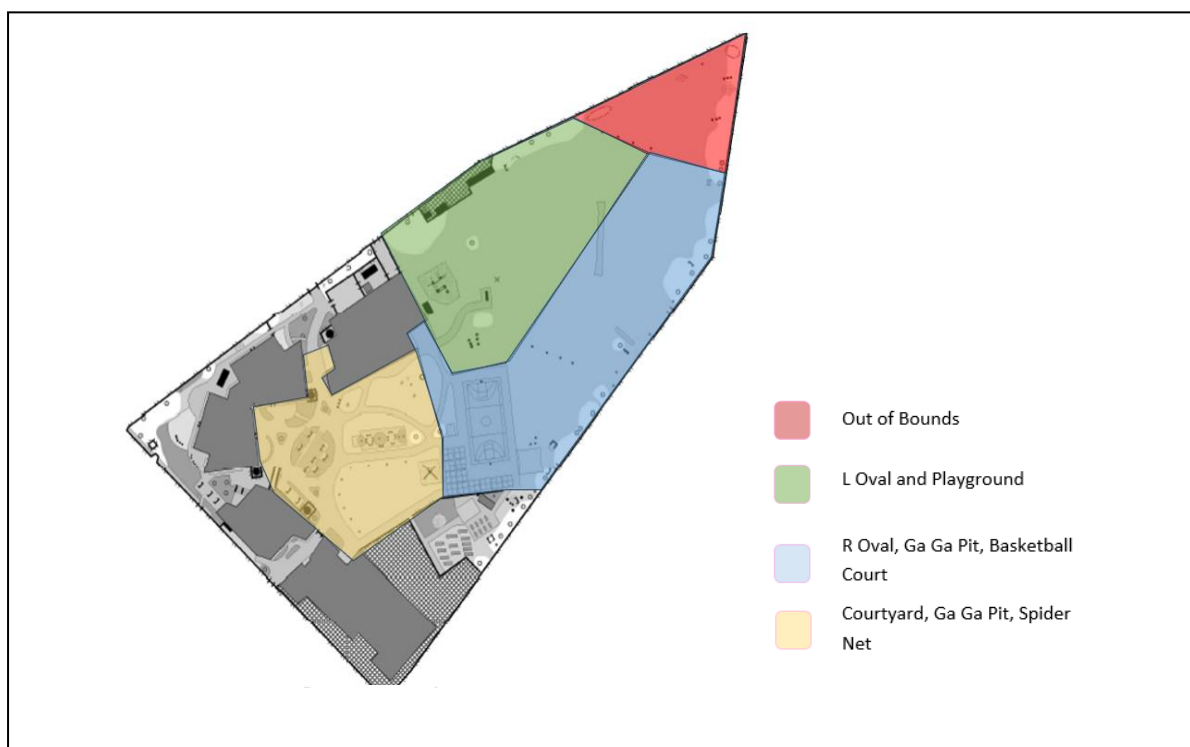 Out of Bounds
L Oval and Playground
R Oval, Ga Ga Pit, Basketball
Court
Courtyard, Ga Ga Pit, Spider
Net